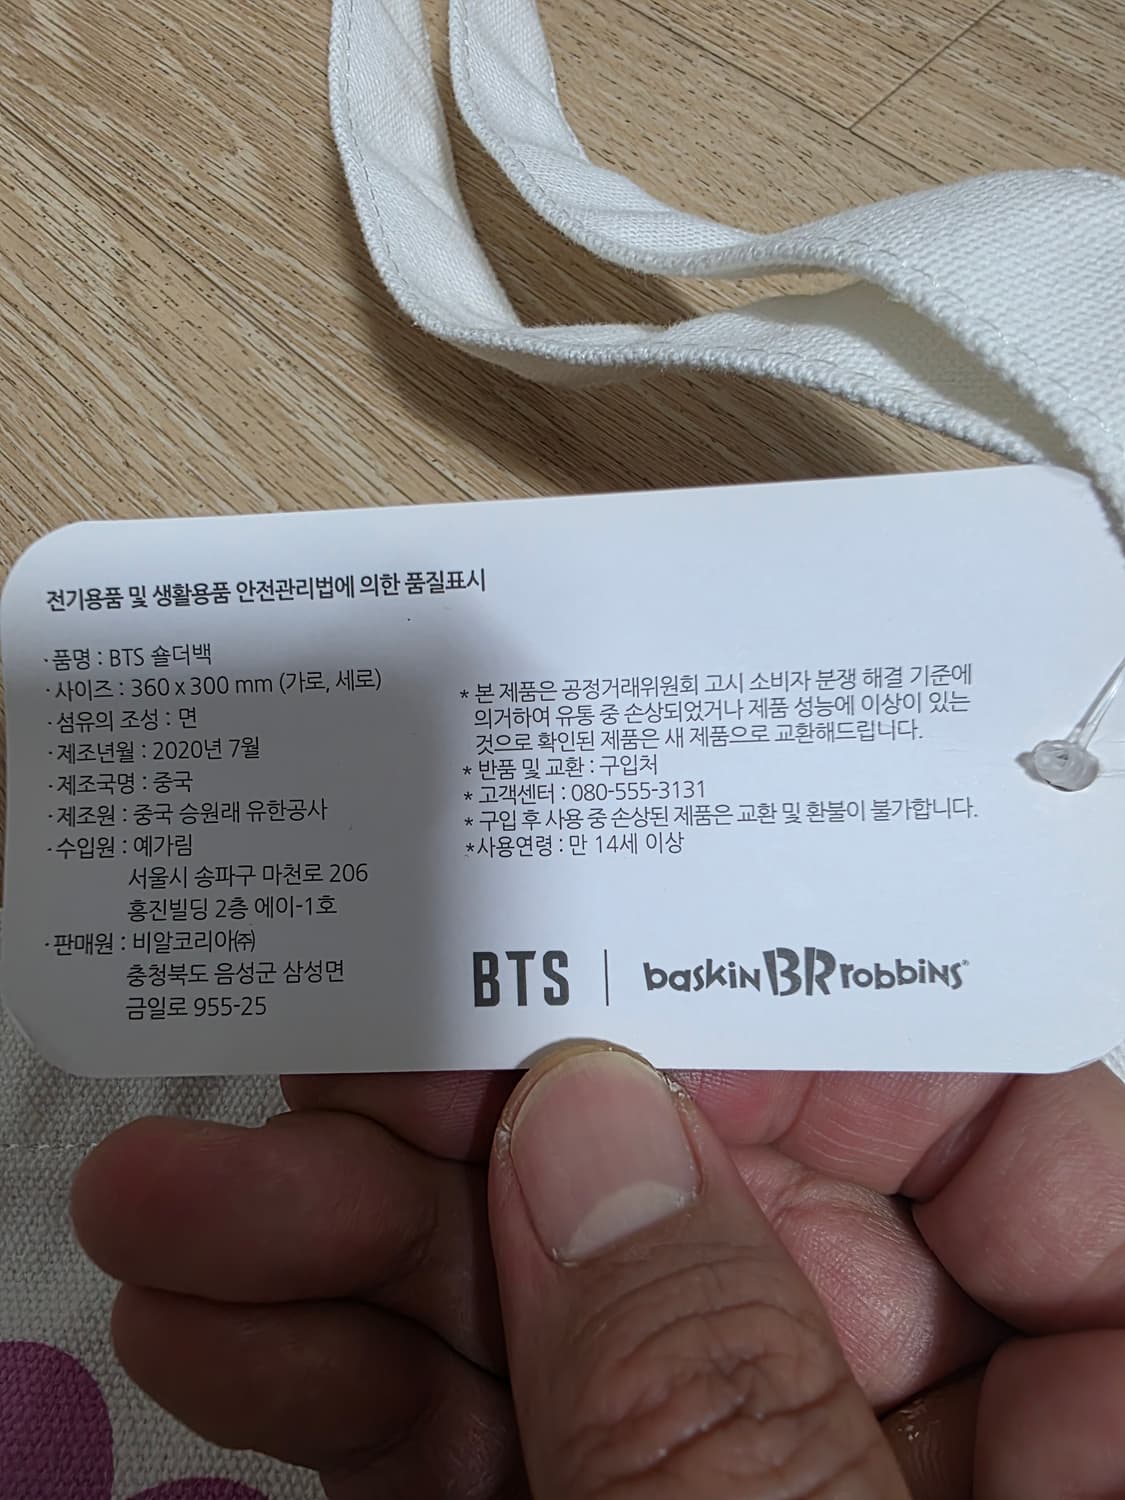 전기용품 및 생활용품 안전관리법에 의한 품질표시
· 품명 : BTS 숄더백
· 사이즈 : 360 x 300 mm (가로, 세로)
· 섬유의 조성 : 면
· 제조년월 : 2020년 7월
· 제조국명 : 중국
· 제조원 : 중국 승원래 유한공사
· 수입원 : 예가림
서울시 송파구 마천로 206
홍진빌딩 2층 에이-1호
· 판매원 : 비알코리아㈜
충청북도 음성군 삼성면
금일로 955-25
* 본 제품은 공정거래위원회 고시 소비자 분쟁 해결 기준에
의거하여 유통 중 손상되었거나 제품 성능에 이상이 있는
것으로 확인된 제품은 새 제품으로 교환해드립니다.
* 반품 및 교환 : 구입처
* 고객센터 : 080-555-3131
* 구입 후 사용 중 손상된 제품은 교환 및 환불이 불가합니다.
*사용연령 : 만 14세 이상
BTS | baskin BR robbins